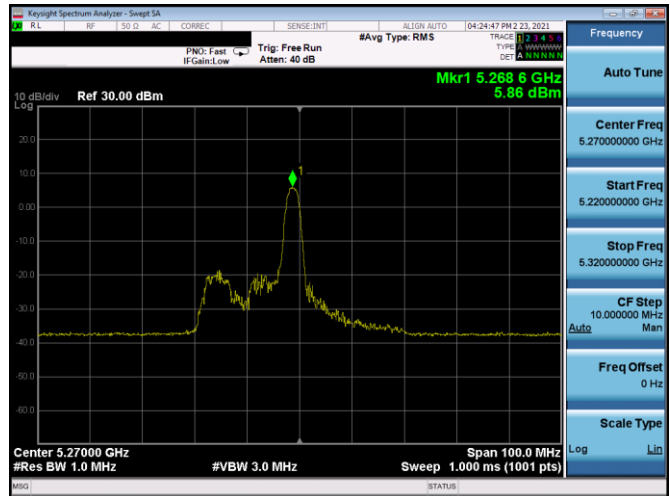 Keysight Spectrum Analyzer - Swept SA
RL RF 50 Ω AC CORREC SENSE:INT ALIGN AUTO 04:24:47 PM 2 23, 2021
#Avg Type: RMS
TRACE 1 2 3 4 5 6
TYPE A WWWWW
DET A N N N N N
PNO: Fast
IFGain:Low
Trig: Free Run
Atten: 40 dB
Mkr1 5.268 6 GHz
5.86 dBm
10 dB/div
Log
Ref 30.00 dBm
20.0
10.0
0.00
-10.0
-20.0
-30.0
-40.0
-50.0
-60.0
1
Center 5.27000 GHz
#Res BW 1.0 MHz
#VBW 3.0 MHz
Span 100.0 MHz
Sweep 1.000 ms (1001 pts)
MSG
STATUS
Frequency
Auto Tune
Center Freq
5.270000000 GHz
Start Freq
5.220000000 GHz
Stop Freq
5.320000000 GHz
CF Step
10.000000 MHz
Auto Man
Freq Offset
0 Hz
Scale Type
Log Lin